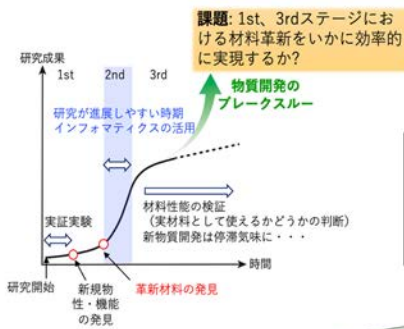 課題: 1st、3rdステージにお
ける材料革新をいかに効率的
に実現するか?
研究成果
1st 2nd 3rd
物質開発の
ブレークスルー
研究が進展しやすい時期
インフォマティクスの活用
実証実験
材料性能の検証
（実材料として使えるかどうかの判断）
新物質開発は停滞気味に・・・
時間
研究開始
新規物
性・機能
の発見
革新材料の発見